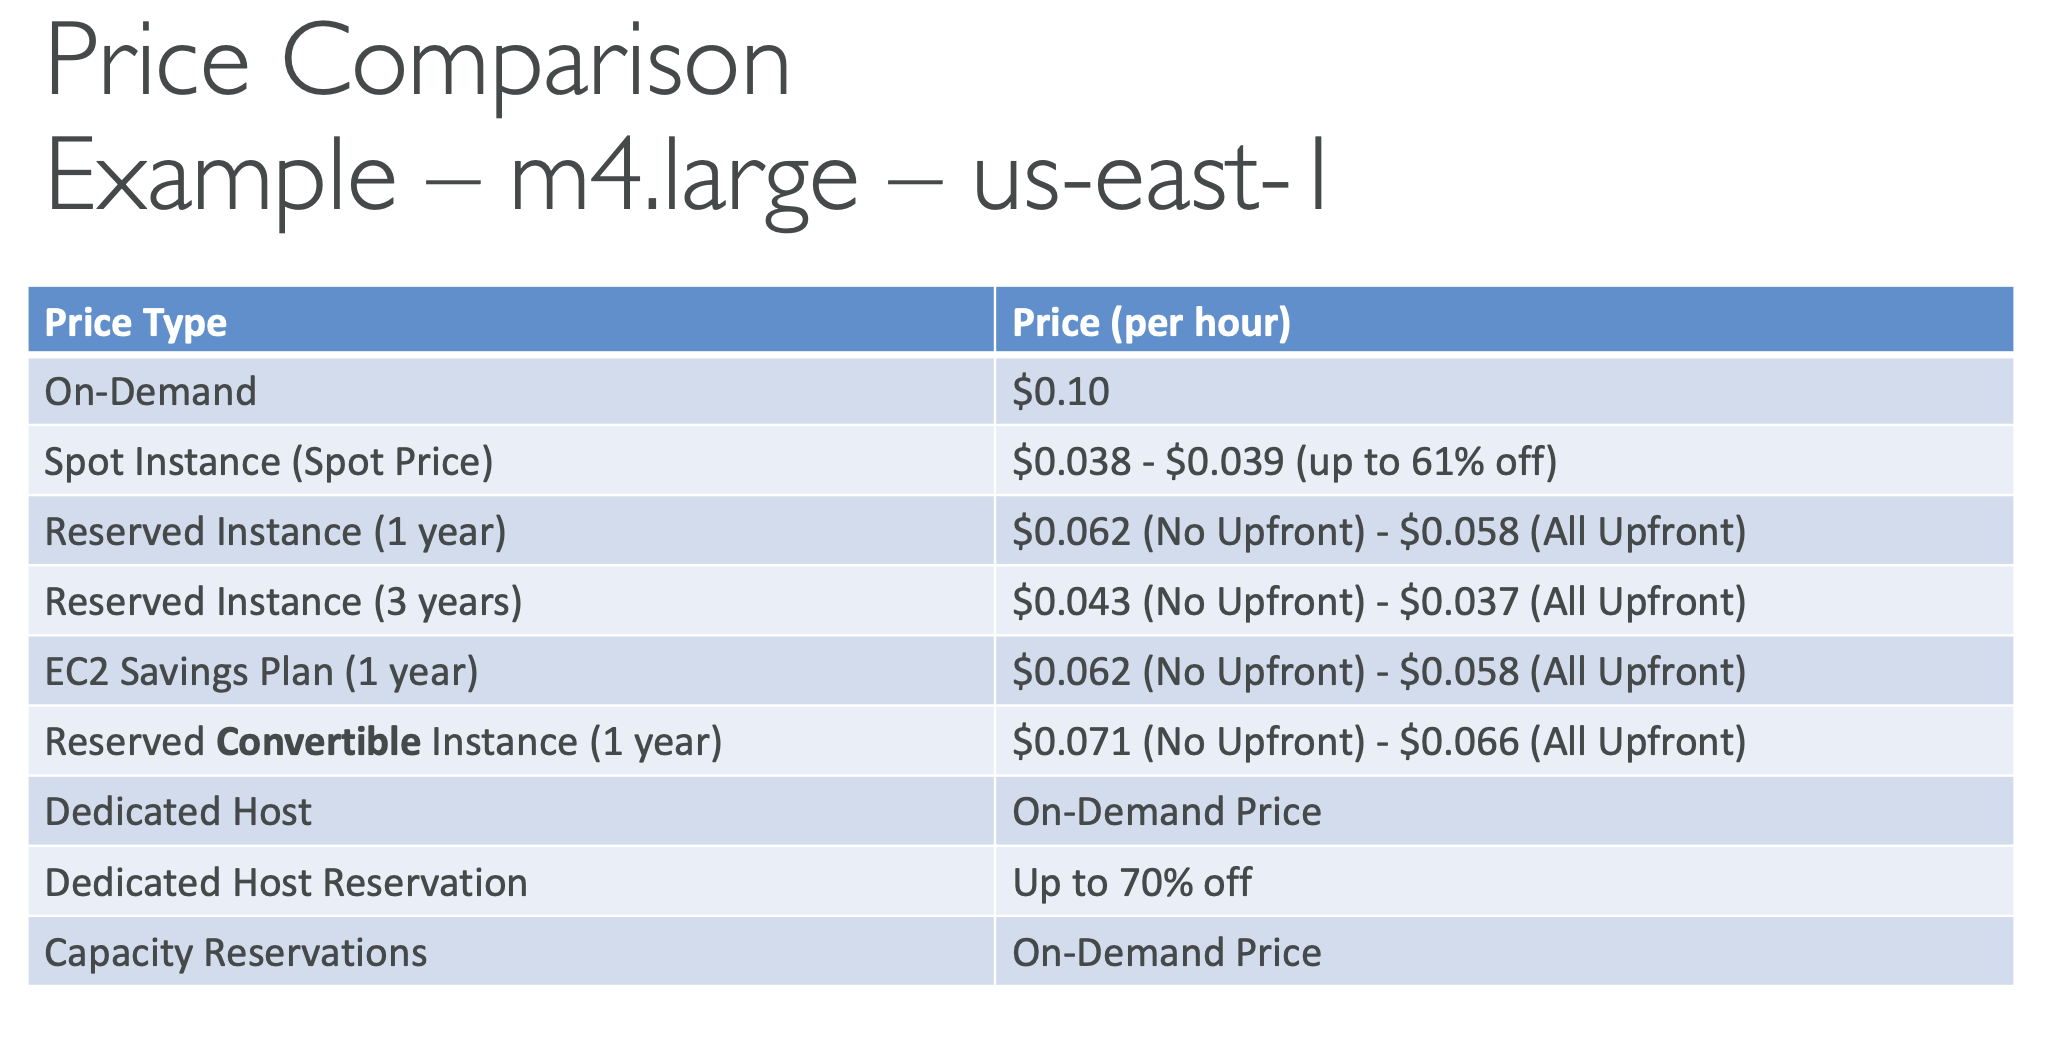 Price Comparison
Example – m4.large – us-east-1
Price Type Price (per hour)
On-Demand $0.10
Spot Instance (Spot Price) $0.038 - $0.039 (up to 61% off)
Reserved Instance (1 year) $0.062 (No Upfront) - $0.058 (All Upfront)
Reserved Instance (3 years) $0.043 (No Upfront) - $0.037 (All Upfront)
EC2 Savings Plan (1 year) $0.062 (No Upfront) - $0.058 (All Upfront)
Reserved Convertible Instance (1 year) $0.071 (No Upfront) - $0.066 (All Upfront)
Dedicated Host On-Demand Price
Dedicated Host Reservation Up to 70% off
Capacity Reservations On-Demand Price